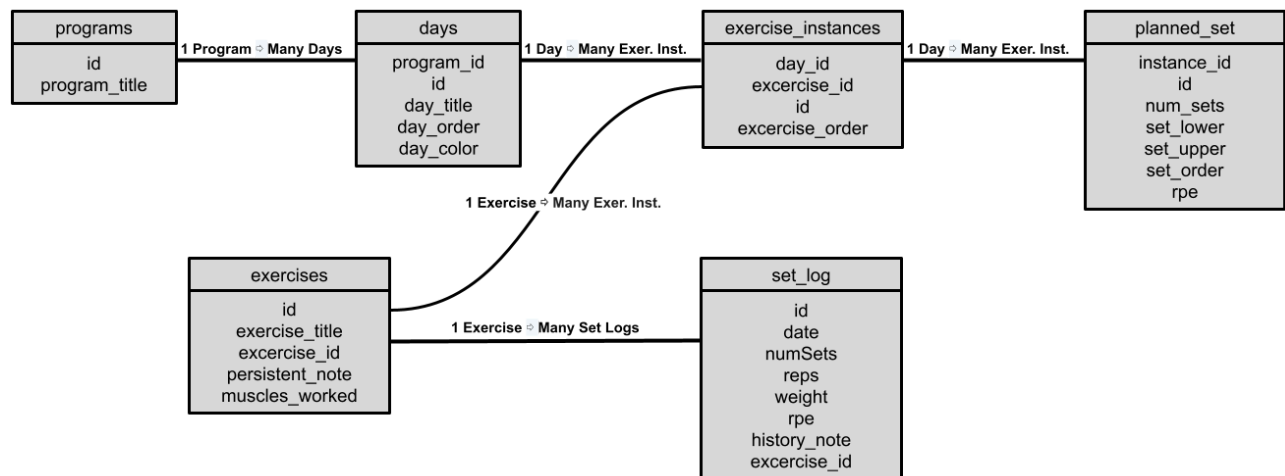 programs
id
program_title
1 Program ⇨ Many Days
days
program_id
id
day_title
day_order
day_color
1 Day ⇨ Many Exer. Inst.
exercise_instances
day_id
excercise_id
id
excercise_order
1 Day ⇨ Many Exer. Inst.
planned_set
instance_id
id
num_sets
set_lower
set_upper
set_order
rpe
1 Exercise ⇨ Many Exer. Inst.
exercises
id
exercise_title
excercise_id
persistent_note
muscles_worked
1 Exercise ⇨ Many Set Logs
set_log
id
date
numSets
reps
weight
rpe
history_note
excercise_id